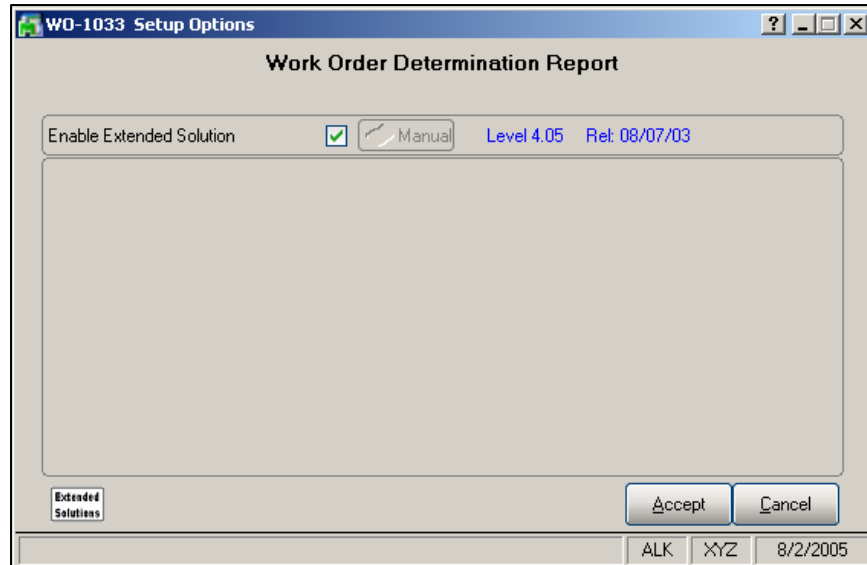 WO-1033 Setup Options
Work Order Determination Report
Enable Extended Solution Manual Level 4.05 Rel: 08/07/03
Extended
Solutions
Accept Cancel
ALK XYZ 8/2/2005